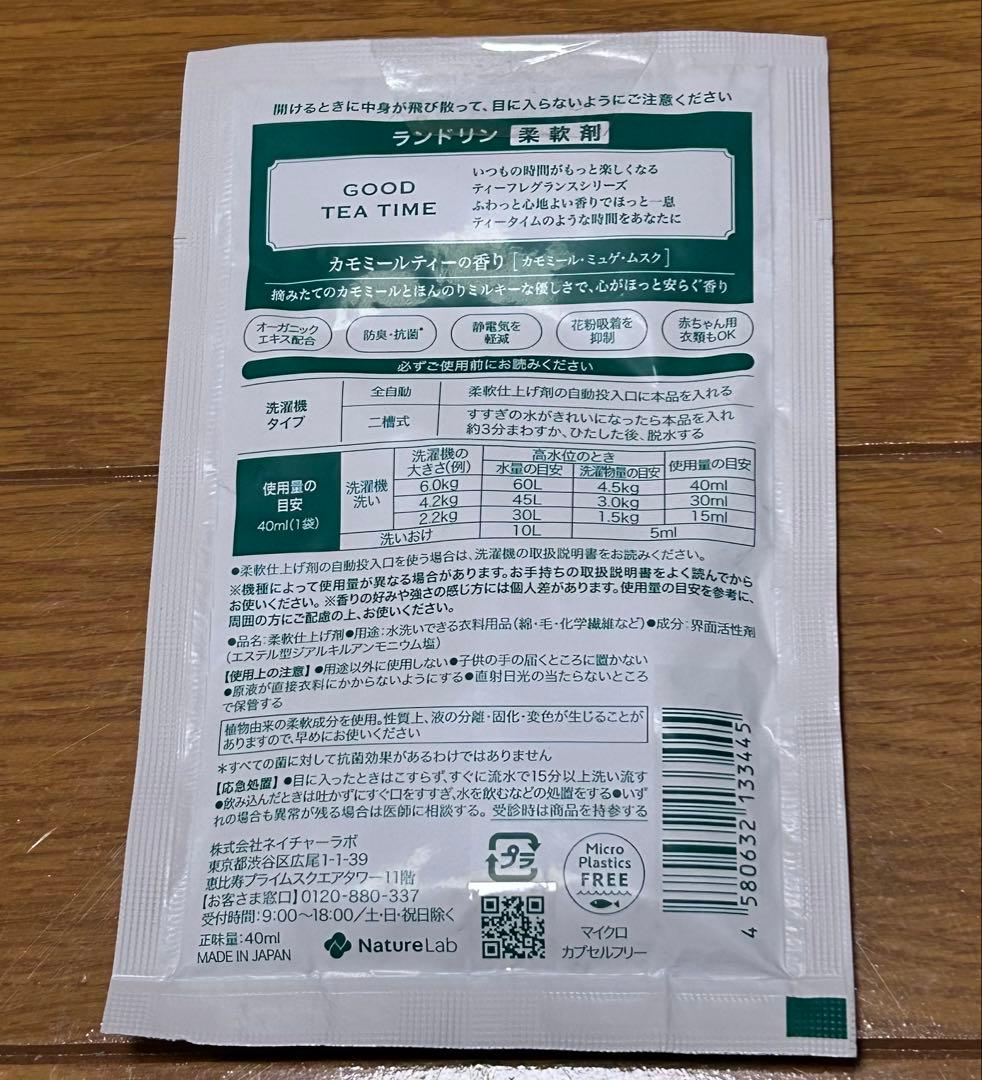 開けるときに中身が飛び散って、目に入らないようにご注意ください
ランドリン 柔軟剤
GOOD
TEA TIME
いつもの時間がもっと楽しくなる
ティーフレグランスシリーズ
ふわっと心地よい香りでほっと一息
ティータイムのような時間をあなたに
カモミールティーの香り[カモミール・ミュゲ・ムスク]
摘みたてのカモミールとほんのりミルキーな優しさで、心がほっと安らぐ香り
オーガニック
エキス配合
防臭・抗菌*
静電気を
軽減
花粉吸着を
抑制
赤ちゃん用
衣類もOK
必ずご使用前にお読みください
洗濯機
タイプ
全自動 柔軟仕上げ剤の自動投入口に本品を入れる
二槽式 すすぎの水がきれいになったら本品を入れ
約3分まわすか、ひたした後、脱水する
使用量の
目安
40ml(1袋)
洗濯機
洗い
洗濯機の
大きさ(例)
高水位のとき
水量の目安 洗濯物量の目安 使用量の目安
6.0kg 60L 4.5kg 40ml
4.2kg 45L 3.0kg 30ml
2.2kg 30L 1.5kg 15ml
洗いおけ 10L 5ml
●柔軟仕上げ剤の自動投入口を使う場合は、洗濯機の取扱説明書をお読みください。
※機種によって使用量が異なる場合があります。お手持ちの取扱説明書をよく読んでから
お使いください。※香りの好みや強さの感じ方には個人差があります。使用量の目安を参考に、
周囲の方にご配慮の上、お使いください。
●品名:柔軟仕上げ剤●用途:水洗いできる衣料用品(綿・毛・化学繊維など)●成分:界面活性剤
(エステル型ジアルキルアンモニウム塩)
【使用上の注意】●用途以外に使用しない●子供の手の届くところに置かない
●原液が直接衣料にかからないようにする●直射日光の当たらないところ
で保管する
植物由来の柔軟成分を使用。性質上、液の分離・固化・変色が生じることが
ありますので、早めにお使いください
*すべての菌に対して抗菌効果があるわけではありません
【応急処置】●目に入ったときはこすらず、すぐに流水で15分以上洗い流す
●飲み込んだときは吐かずにすぐ口をすすぎ、水を飲むなどの処置をする●いず
れの場合も異常が残る場合は医師に相談する。受診時は商品を持参する
株式会社ネイチャーラボ
東京都渋谷区広尾1-1-39
恵比寿プライムスクエアタワー11階
【お客さま窓口】0120-880-337
受付時間:9:00〜18:00/土・日・祝日除く
正味量:40ml
MADE IN JAPAN
NatureLab
プラ
Micro
Plastics
FREE
マイクロ
カプセルフリー
4 580632 133445